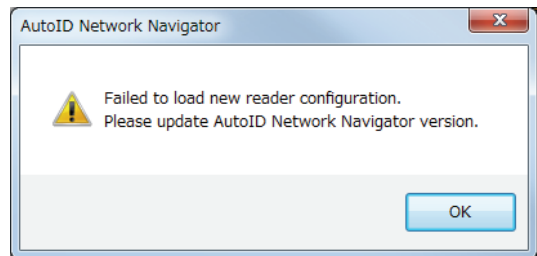 AutoID Network Navigator
Failed to load new reader configuration.
Please update AutoID Network Navigator version.
OK